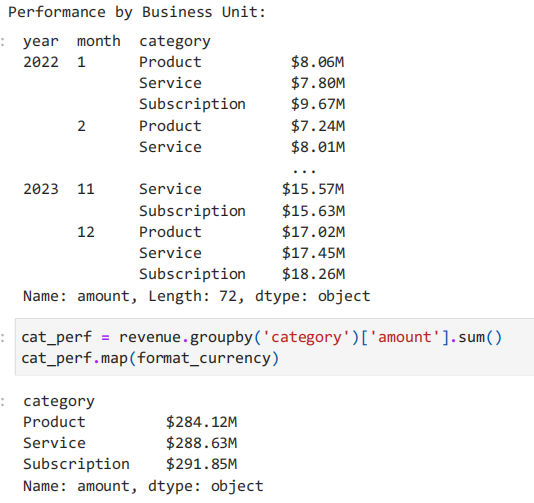 Performance by Business Unit:
: year  month  category
2022  1      Product         $8.06M
             Service         $7.80M
             Subscription    $9.67M
      2      Product         $7.24M
             Service         $8.01M
                             ...
2023  11     Service        $15.57M
             Subscription   $15.63M
      12     Product        $17.02M
             Service        $17.45M
             Subscription   $18.26M
Name: amount, Length: 72, dtype: object
: cat_perf = revenue.groupby('category')['amount'].sum()
cat_perf.map(format_currency)
: category
Product         $284.12M
Service         $288.63M
Subscription    $291.85M
Name: amount, dtype: object